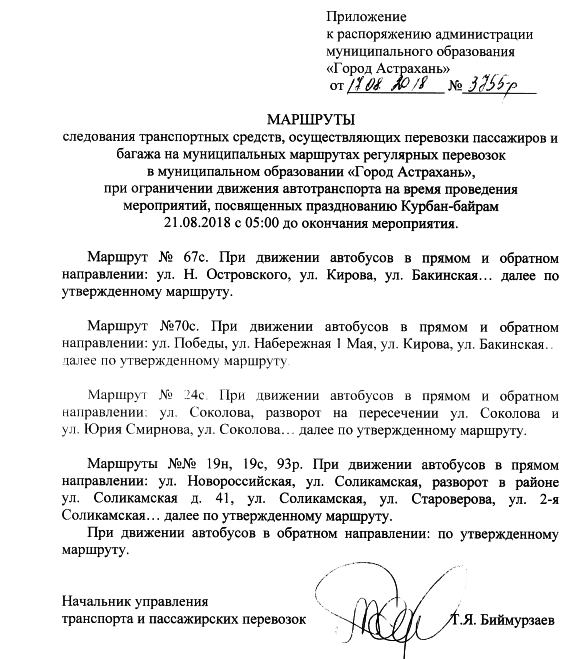 Приложение
к распоряжению администрации
муниципального образования
«Город Астрахань»
от 17.08.2018 № 3755р
МАРШРУТЫ
следования транспортных средств, осуществляющих перевозки пассажиров и
багажа на муниципальных маршрутах регулярных перевозок
в муниципальном образовании «Город Астрахань»,
при ограничении движения автотранспорта на время проведения
мероприятий, посвященных празднованию Курбан-байрам
21.08.2018 с 05:00 до окончания мероприятия.
Маршрут № 67с. При движении автобусов в прямом и обратном
направлении: ул. Н. Островского, ул. Кирова, ул. Бакинская… далее по
утвержденному маршруту.
Маршрут №70с. При движении автобусов в прямом и обратном
направлении: ул. Победы, ул. Набережная 1 Мая, ул. Кирова, ул. Бакинская…
далее по утвержденному маршруту.
Маршрут № 24с. При движении автобусов в прямом и обратном
направлении: ул. Соколова, разворот на пересечении ул. Соколова и
ул. Юрия Смирнова, ул. Соколова… далее по утвержденному маршруту.
Маршруты №№ 19н, 19с, 93р. При движении автобусов в прямом
направлении: ул. Новороссийская, ул. Соликамская, разворот в районе
ул. Соликамская д. 41, ул. Соликамская, ул. Староверова, ул. 2-я
Соликамская… далее по утвержденному маршруту.
При движении автобусов в обратном направлении: по утвержденному
маршруту.
Начальник управления
транспорта и пассажирских перевозок Т.Я. Биймурзаев